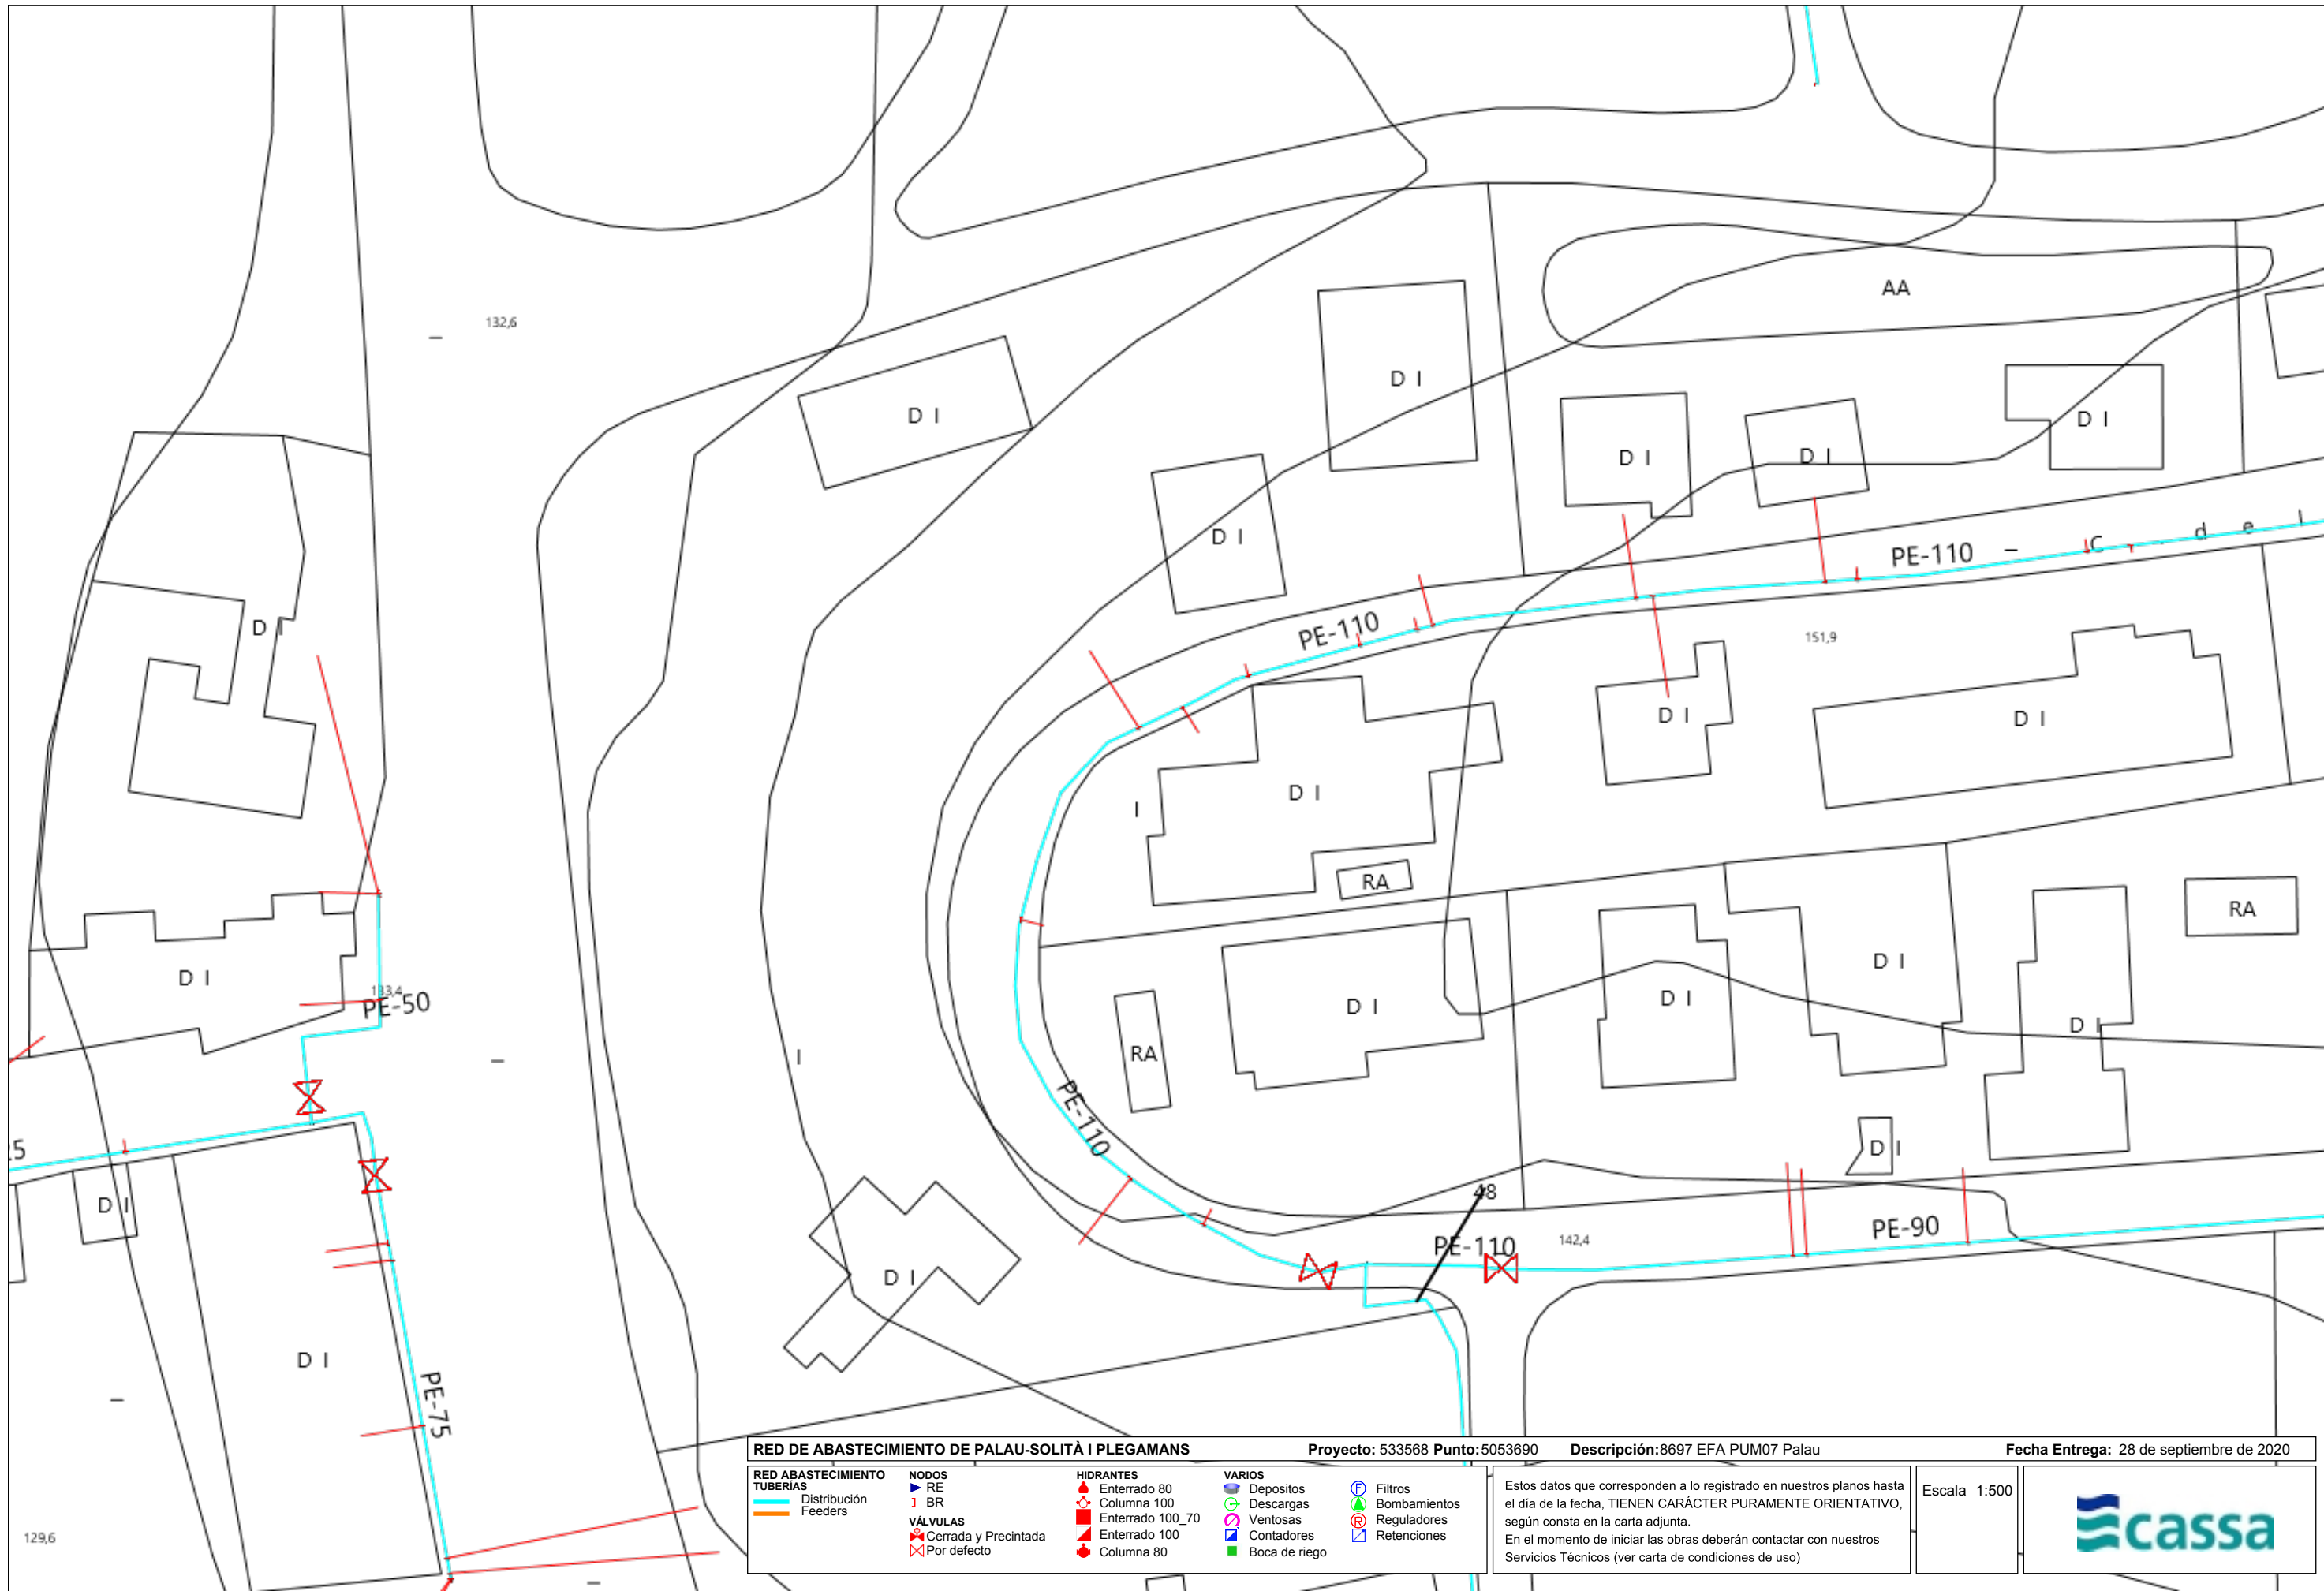 132,6
AA
D I
D I
D I
D I
D I
D I
PE-110
C. del
PE-110
151,9
D I
D I
D I
D I
I
RA
RA
D I
133,4
PE-50
D I
D I
D I
D I
RA
I
PE-110
25
D I
D I
48
PE-110
142,4
PE-90
D I
D I
PE-75
129,6
RED DE ABASTECIMIENTO DE PALAU-SOLITÀ I PLEGAMANS Proyecto: 533568 Punto:5053690 Descripción:8697 EFA PUM07 Palau Fecha Entrega: 28 de septiembre de 2020
RED ABASTECIMIENTO
TUBERÍAS
Distribución
Feeders
NODOS
RE
BR
VÁLVULAS
Cerrada y Precintada
Por defecto
HIDRANTES
Enterrado 80
Columna 100
Enterrado 100_70
Enterrado 100
Columna 80
VARIOS
Depositos
Descargas
Ventosas
Contadores
Boca de riego
Filtros
Bombamientos
Reguladores
Retenciones
Estos datos que corresponden a lo registrado en nuestros planos hasta
el día de la fecha, TIENEN CARÁCTER PURAMENTE ORIENTATIVO,
según consta en la carta adjunta.
En el momento de iniciar las obras deberán contactar con nuestros
Servicios Técnicos (ver carta de condiciones de uso)
Escala 1:500
cassa